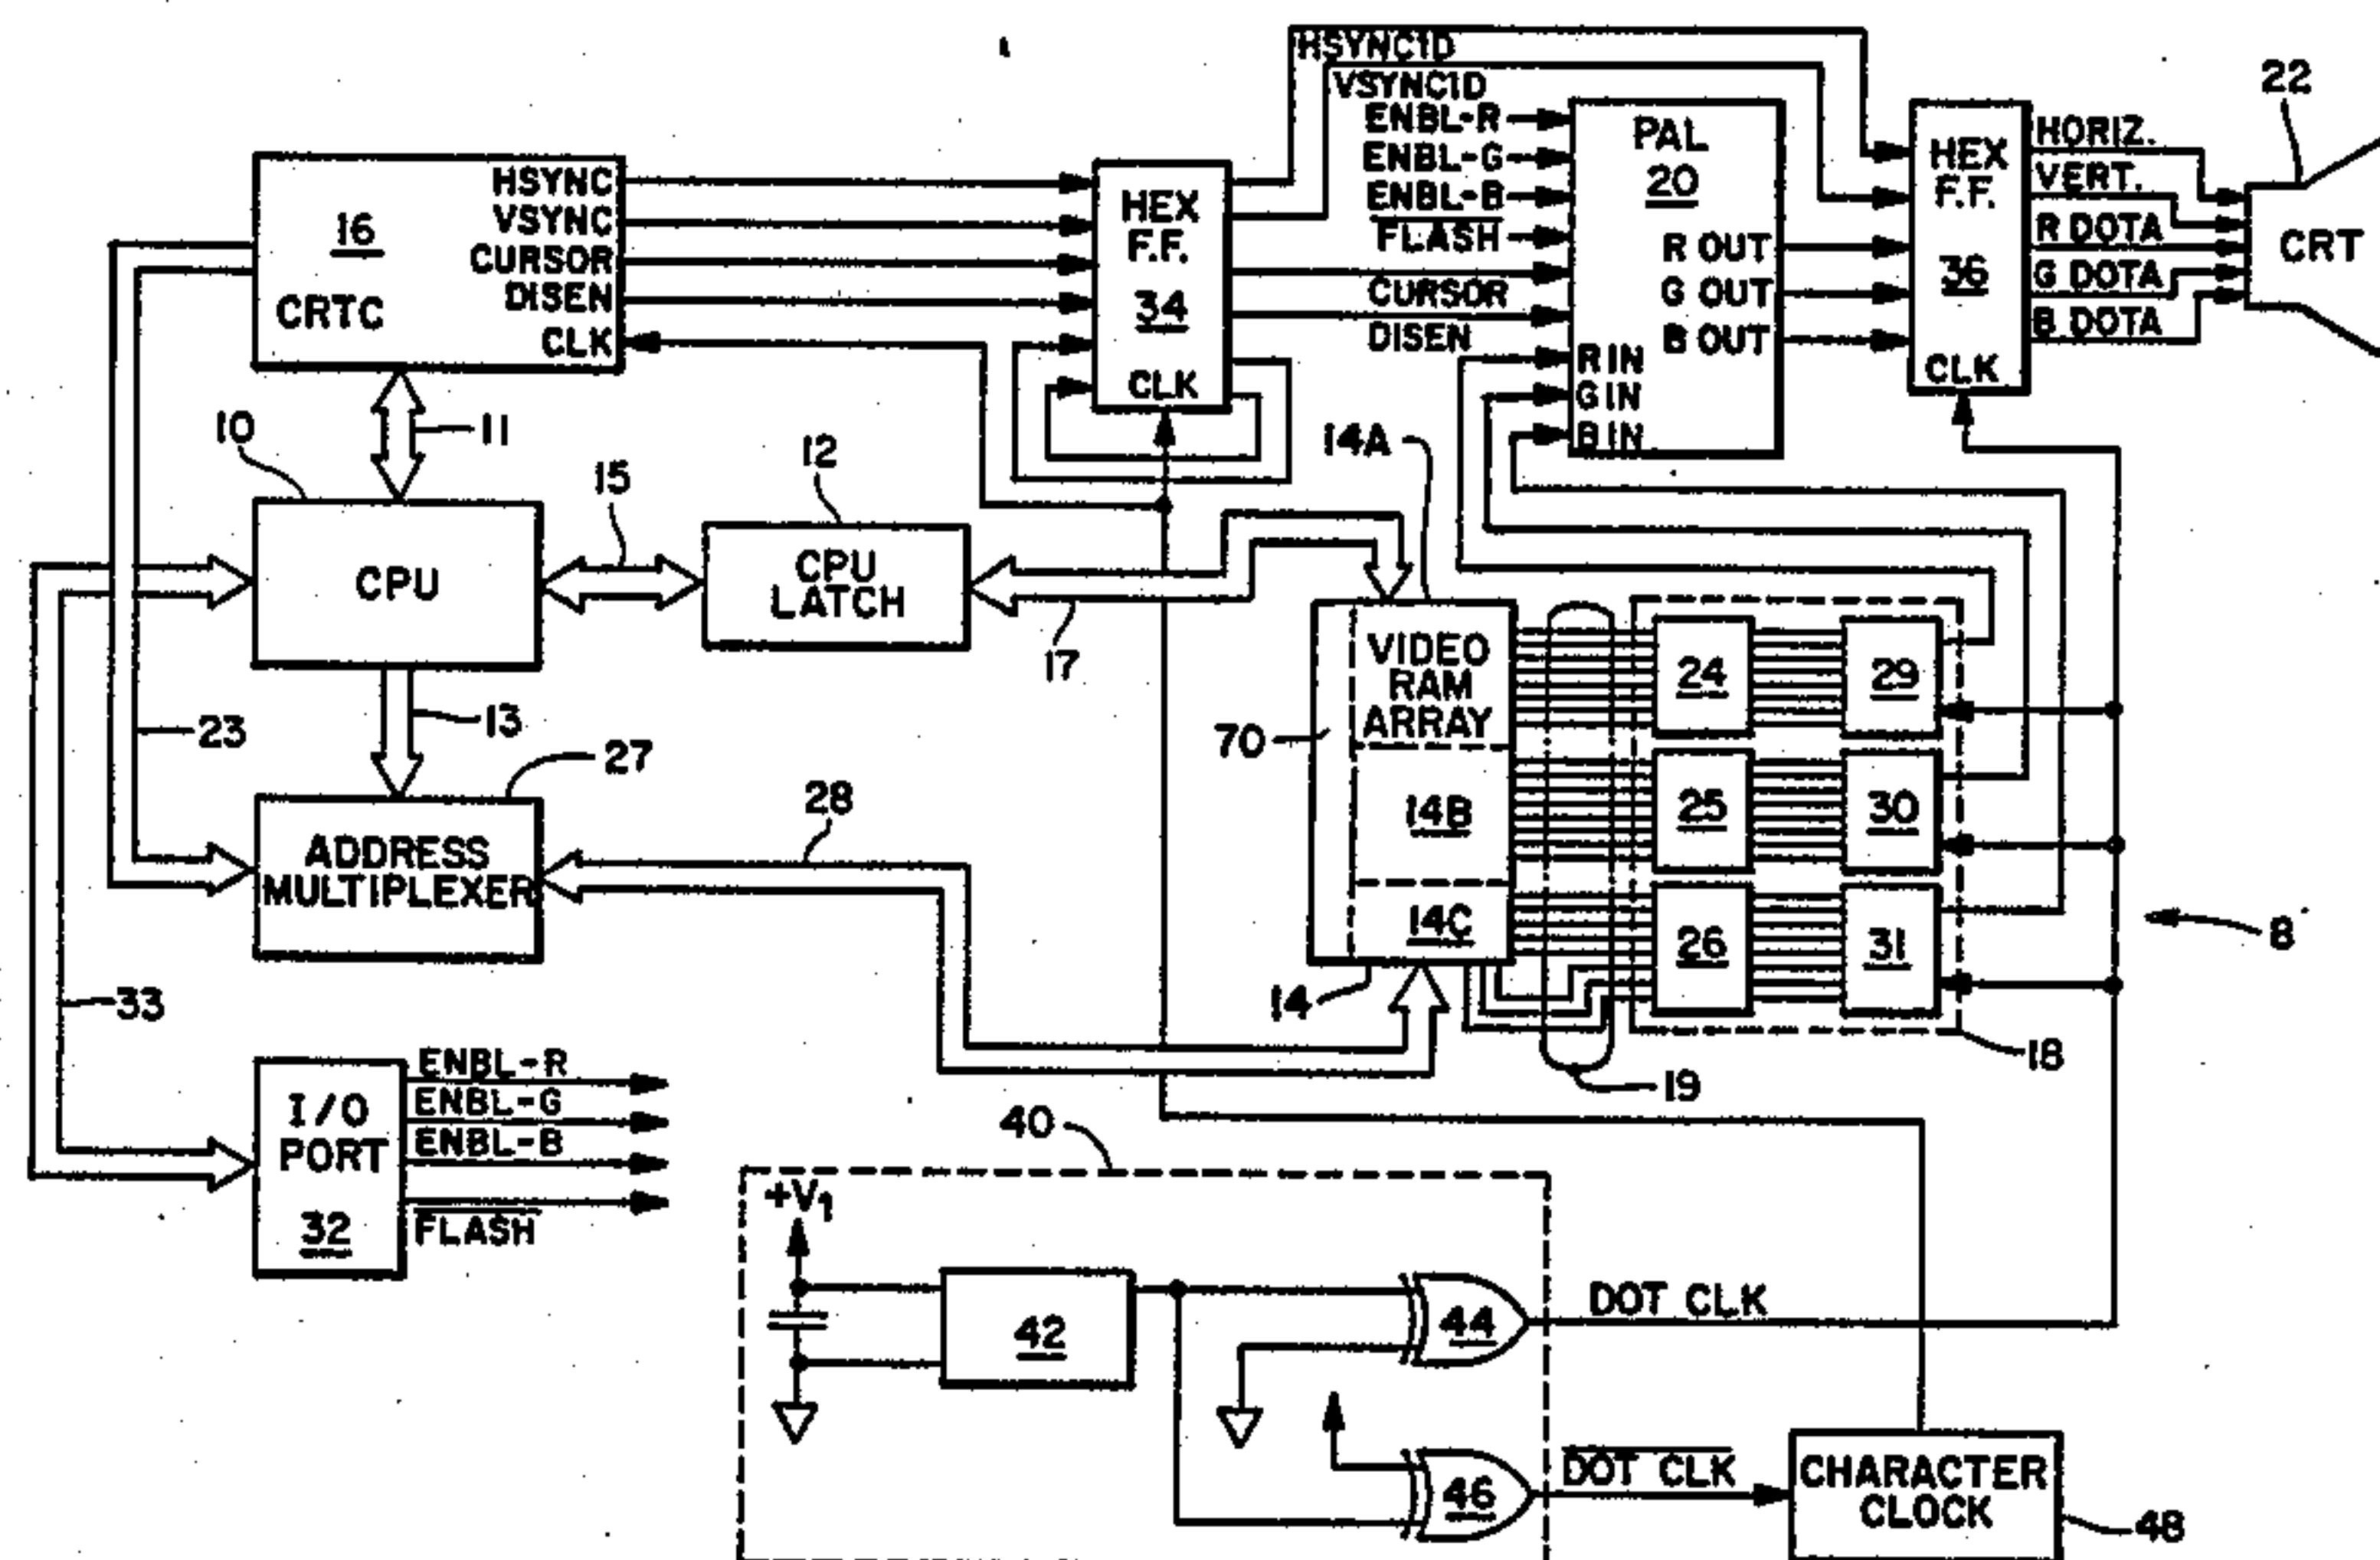 HSYNC1D
VSYNC1D
22
ENBL-R
ENBL-G
ENBL-B
FLASH
CURSOR
DISEN
PAL
20
R OUT
G OUT
B OUT
R IN
G IN
B IN
HEX
F.F.
36
CLK
HORIZ.
VERT.
R DOTA
G DOTA
B DOTA
CRT
16
CRTC
HSYNC
VSYNC
CURSOR
DISEN
CLK
HEX
F.F.
34
CLK
10
11
15
12
14A
CPU
CPU
LATCH
17
23
13
27
28
ADDRESS
MULTIPLEXER
33
VIDEO
RAM
ARRAY
70
14B
14C
14
24
29
25
30
26
31
8
18
19
I/O
PORT
32
ENBL-R
ENBL-G
ENBL-B
FLASH
40
+V1
42
44
DOT CLK
46
DOT CLK
CHARACTER
CLOCK
48